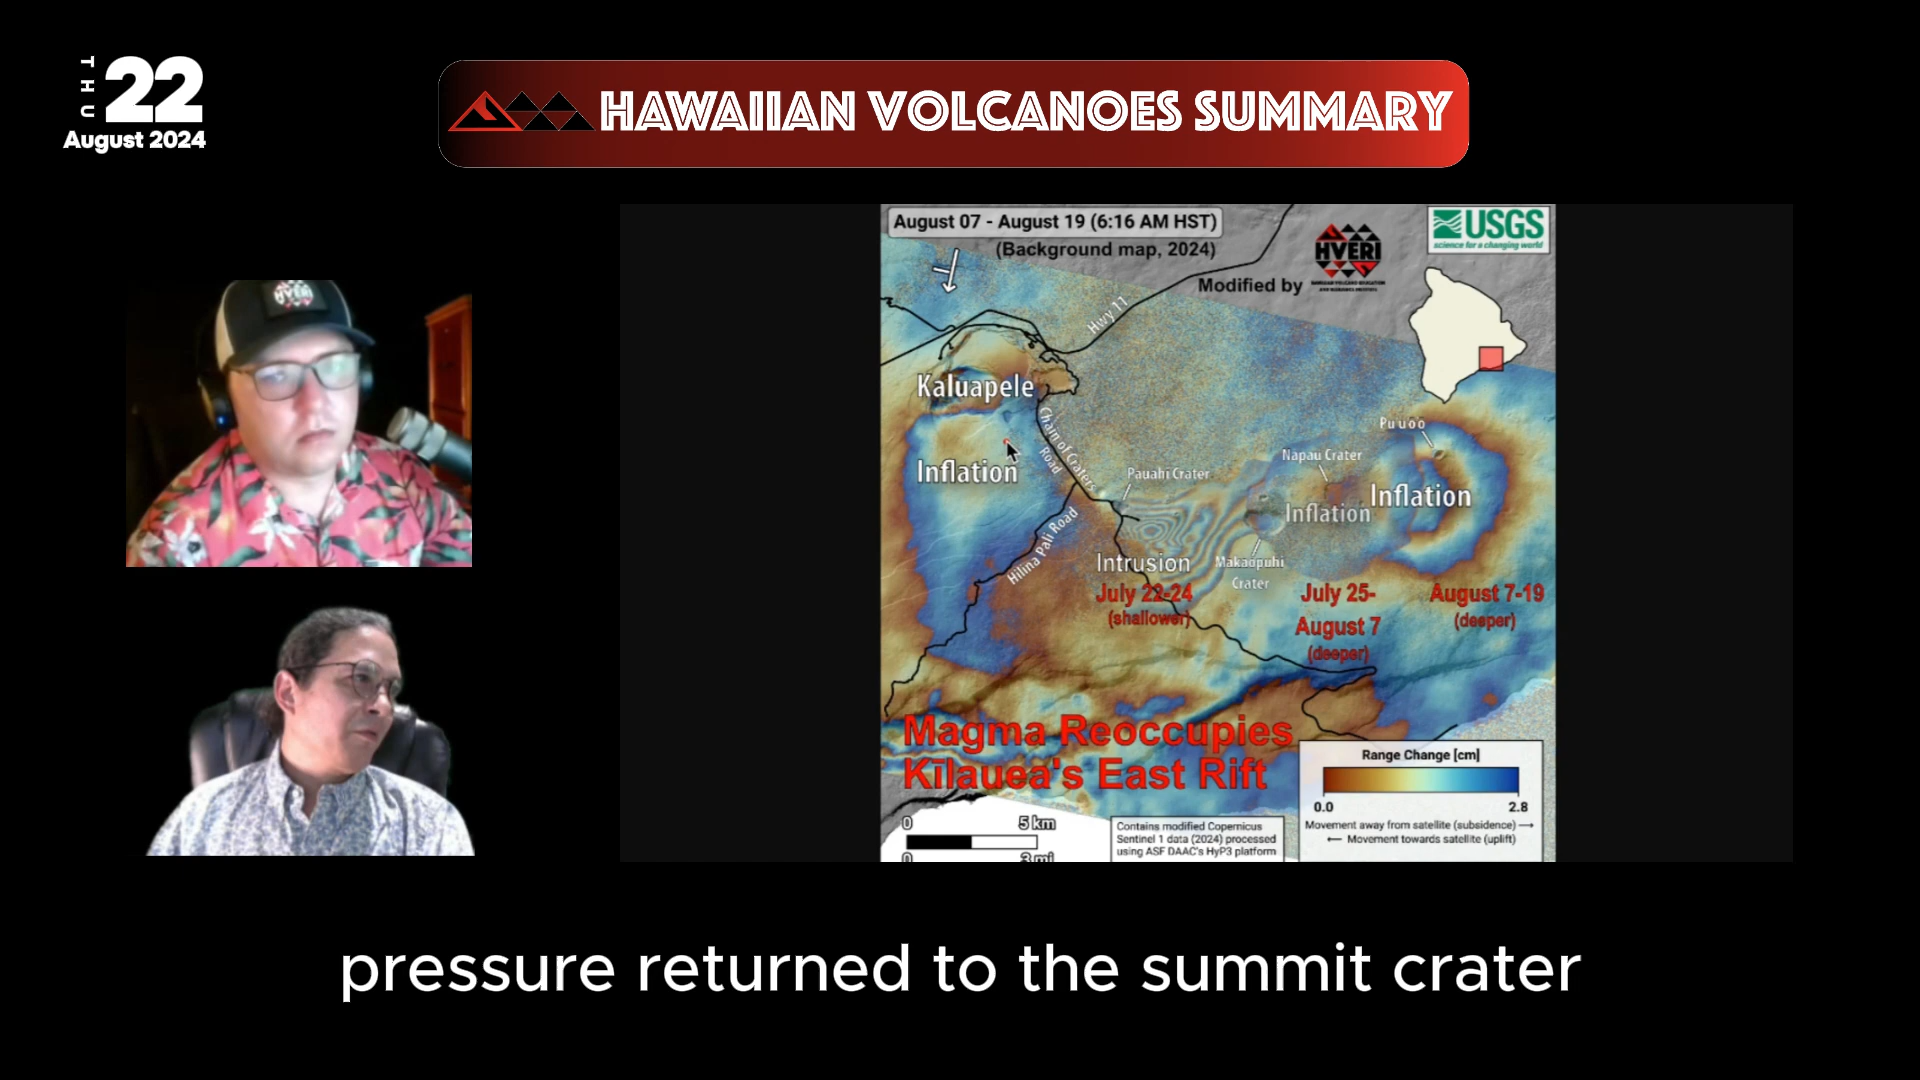 THU
22
August 2024
HAWAIIAN VOLCANOES SUMMARY
HVERI
August 07 - August 19 (6:16 AM HST)
(Background map, 2024)
Modified by
HVERI
USGS
science for a changing world
Hwy 11
Kaluapele
Chain of Craters
Road
Inflation
Pauahi Crater
Napau Crater
Puuoo
Inflation
Inflation
Hilina Pali Road
Intrusion
Makaopuhi
Crater
July 22-24
(shallower)
July 25-
August 7
(deeper)
August 7-19
(deeper)
Magma Reoccupies
Kīlauea's East Rift
Range Change [cm]
0.0 2.8
Movement away from satellite (subsidence) →
← Movement towards satellite (uplift)
0 5 km
0 3 mi
Contains modified Copernicus
Sentinel 1 data (2024) processed
using ASF DAAC's HyP3 platform
pressure returned to the summit crater